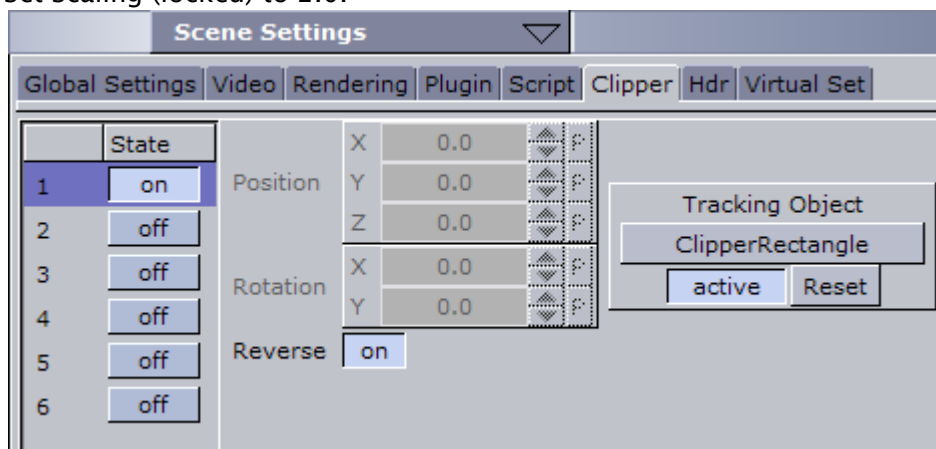 Set Scaling (locked) to 2.0.
Scene Settings
Global Settings Video Rendering Plugin Script Clipper Hdr Virtual Set
State
1 on
2 off
3 off
4 off
5 off
6 off
Position X 0.0 P
Y 0.0 P
Z 0.0 P
Rotation X 0.0 P
Y 0.0 P
Reverse on
Tracking Object
ClipperRectangle
active Reset